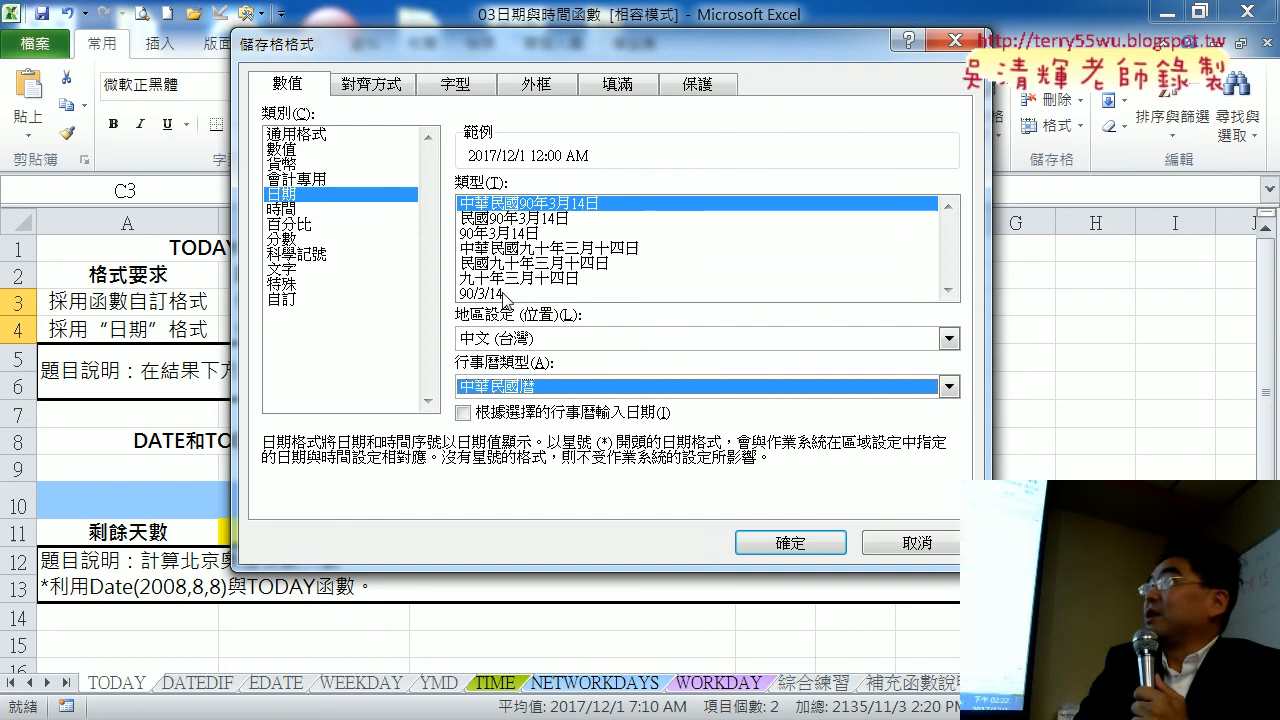 03日期與時間函數 [相容模式] - Microsoft Excel
http://terry55wu.blogspot.tw
吳清輝老師錄製
檔案
常用
插入
版面
儲存格格式
微軟正黑體
貼上
剪貼簿
B I U
刪除
格式
儲存格
排序與篩選
尋找與
選取
編輯
C3
數值
對齊方式
字型
外框
填滿
保護
類別(C):
通用格式
數值
貨幣
會計專用
日期
時間
百分比
分數
科學記號
文字
特殊
自訂
範例
2017/12/1 12:00 AM
類型(T):
中華民國90年3月14日
民國90年3月14日
90年3月14日
中華民國九十年三月十四日
民國九十年三月十四日
九十年三月十四日
90/3/14
地區設定 (位置)(L):
中文 (台灣)
行事曆類型(A):
中華民國曆
根據選擇的行事曆輸入日期(I)
日期格式將日期和時間序號以日期值顯示。以星號 (*) 開頭的日期格式，會與作業系統在區域設定中指定
的日期與時間設定相對應。沒有星號的格式，則不受作業系統的設定所影響。
確定
取消
A G H I J
1 TODAY
2 格式要求
3 採用函數自訂格式
4 採用“日期”格式
5 題目說明：在結果下方
6
7
8 DATE和TO
9
10
11 剩餘天數
12 題目說明：計算北京奧
13 *利用Date(2008,8,8)與TODAY函數。
14
15
16
TODAY DATEDIF EDATE WEEKDAY YMD TIME NETWORKDAYS WORKDAY 綜合練習 補充函數說明
就緒
平均值: 2017/12/1 7:10 AM 項目個數: 2 加總: 2135/11/2 2:20 PM
下午 02:22